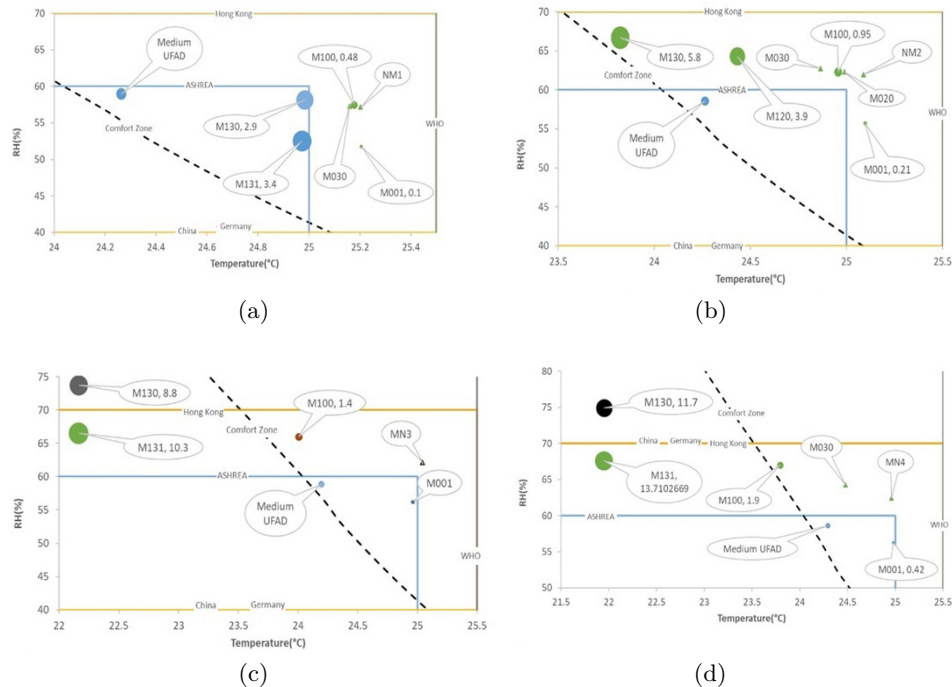 70
Hong Kong
65
Medium
UFAD
M100, 0.48
NM1
60
ASHREA
Comfort Zone
55
M130, 2.9
WHO
RH(%)
50
M131, 3.4
M030
M001, 0.1
45
China
Germany
40
24
24.2
24.4
24.6
24.8
25
25.2
25.4
Temperature(°C)
(a)
70
Hong Kong
65
M130, 5.8
M030
M100, 0.95
NM2
Comfort Zone
60
ASHREA
M120, 3.9
M020
WHO
55
Medium
UFAD
RH(%)
50
M001, 0.21
45
China
Germany
40
23.5
24
24.5
25
25.5
Temperature(°C)
(b)
75
M130, 8.8
70
Hong Kong
M100, 1.4
65
Comfort Zone
MN3
M131, 10.3
60
ASHREA
M001
RH(%)
55
Medium
UFAD
50
WHO
45
China
Germany
40
22
22.5
23
23.5
24
24.5
25
25.5
Temperature(°C)
(c)
80
75
M130, 11.7
Comfort Zone
70
China
Germany
Hong Kong
M030
MN4
65
M131,
13.7102669
M100, 1.9
RH(%)
60
ASHREA
WHO
55
Medium UFAD
M001, 0.42
50
21.5
22
22.5
23
23.5
24
24.5
25
25.5
Temperature(°C)
(d)